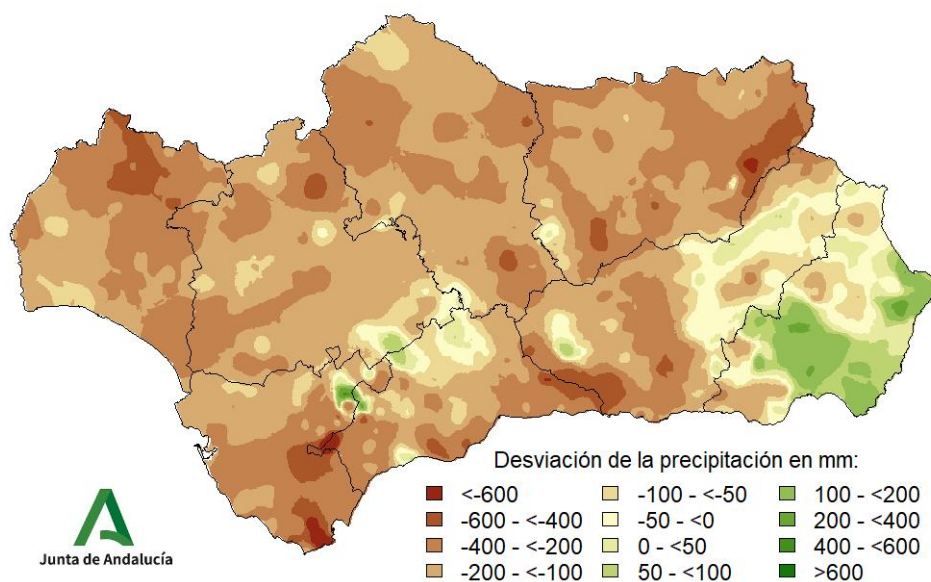 Desviación de la precipitación en mm:
<-600
-600 - <-400
-400 - <-200
-200 - <-100
-100 - <-50
-50 - <0
0 - <50
50 - <100
100 - <200
200 - <400
400 - <600
>600
Junta de Andalucía